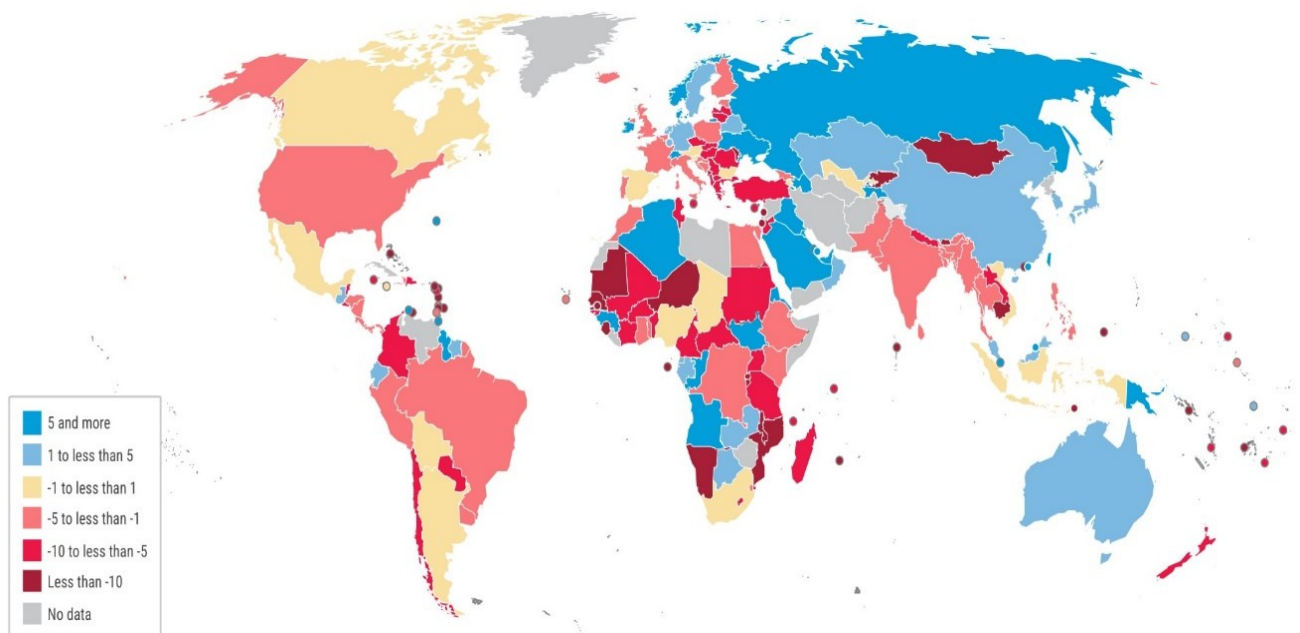 5 and more
1 to less than 5
-1 to less than 1
-5 to less than -1
-10 to less than -5
Less than -10
No data